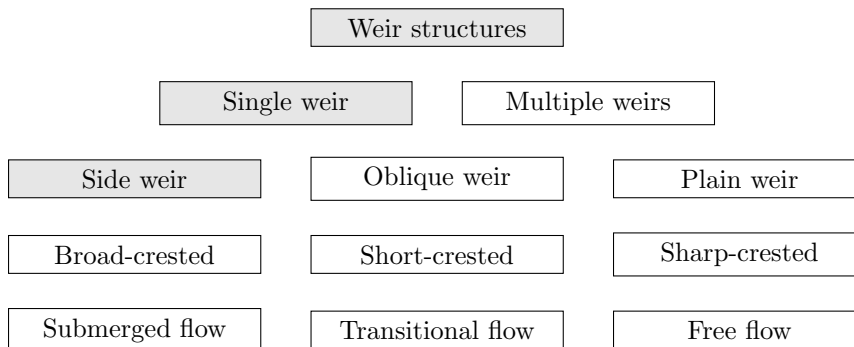 Weir structures
Single weir
Multiple weirs
Side weir
Oblique weir
Plain weir
Broad-crested
Short-crested
Sharp-crested
Submerged flow
Transitional flow
Free flow